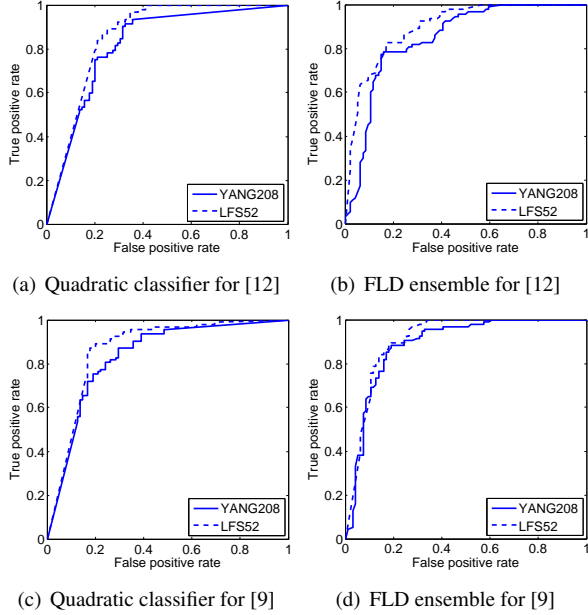 True positive rate
1
0.8
0.6
0.4
0.2
0
0 0.2 0.4 0.6 0.8 1
False positive rate
YANG208
LFS52
(a) Quadratic classifier for [12]
True positive rate
1
0.8
0.6
0.4
0.2
0
0 0.2 0.4 0.6 0.8 1
False positive rate
YANG208
LFS52
(b) FLD ensemble for [12]
True positive rate
1
0.8
0.6
0.4
0.2
0
0 0.2 0.4 0.6 0.8 1
False positive rate
YANG208
LFS52
(c) Quadratic classifier for [9]
True positive rate
1
0.8
0.6
0.4
0.2
0
0 0.2 0.4 0.6 0.8 1
False positive rate
YANG208
LFS52
(d) FLD ensemble for [9]